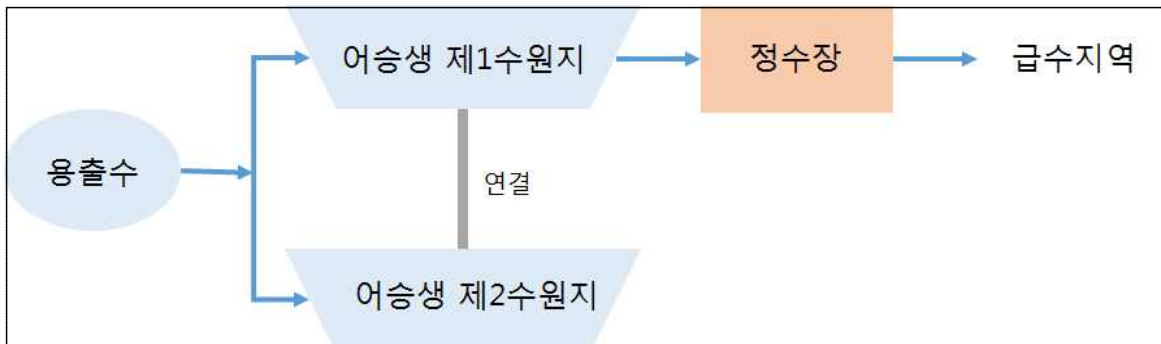 어승생 제1수원지
정수장
급수지역
용출수
연결
어승생 제2수원지